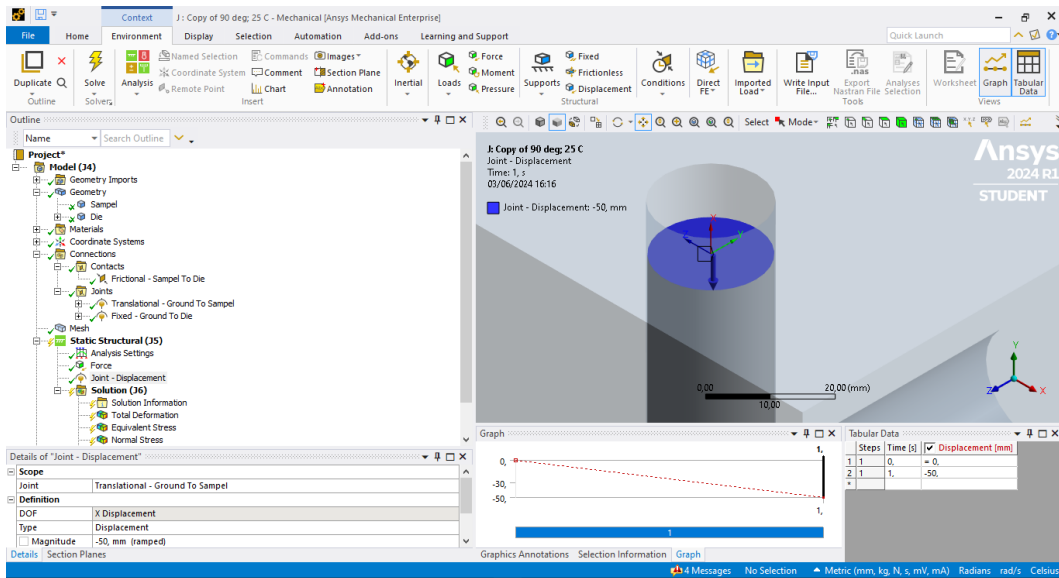 Context
J : Copy of 90 deg; 25 C - Mechanical [Ansys Mechanical Enterprise]
File
Home
Environment
Display
Selection
Automation
Add-ons
Learning and Support
Quick Launch
Duplicate
Outline
Solve
Solvers
Analysis
Named Selection
Coordinate System
Remote Point
Commands
Comment
Chart
Images
Section Plane
Annotation
Insert
Inertial
Loads
Force
Moment
Pressure
Supports
Fixed
Frictionless
Displacement
Structural
Conditions
Direct
FE
Imported
Load
Write Input
File...
.nas
Export
Nastran File
Analyses
Selection
Tools
Worksheet
Graph
Tabular
Data
Views
Outline
Name
Search Outline
Select
Mode
Project*
Model (J4)
Geometry Imports
Geometry
Sampel
Die
Materials
Coordinate Systems
Connections
Contacts
Frictional - Sampel To Die
Joints
Translational - Ground To Sampel
Fixed - Ground To Die
Mesh
Static Structural (J5)
Analysis Settings
Force
Joint - Displacement
Solution (J6)
Solution Information
Total Deformation
Equivalent Stress
Normal Stress
J: Copy of 90 deg; 25 C
Joint - Displacement
Time: 1, s
03/06/2024 16:16
Joint - Displacement: -50, mm
Ansys
2024 R1
STUDENT
X
Z
Y
0,00
20,00 (mm)
10,00
Y
Z
X
Details of "Joint - Displacement"
Scope
Joint
Translational - Ground To Sampel
Definition
DOF
X Displacement
Type
Displacement
Magnitude
-50, mm (ramped)
Details
Section Planes
Graph
1,
0,
-30,
-50,
1,
1
Graphics Annotations
Selection Information
Graph
Tabular Data
Steps
Time [s]
Displacement [mm]
1
1
0,
= 0,
2
1
1,
-50,
*
4 Messages
No Selection
Metric (mm, kg, N, s, mV, mA)
Radians
rad/s
Celsius